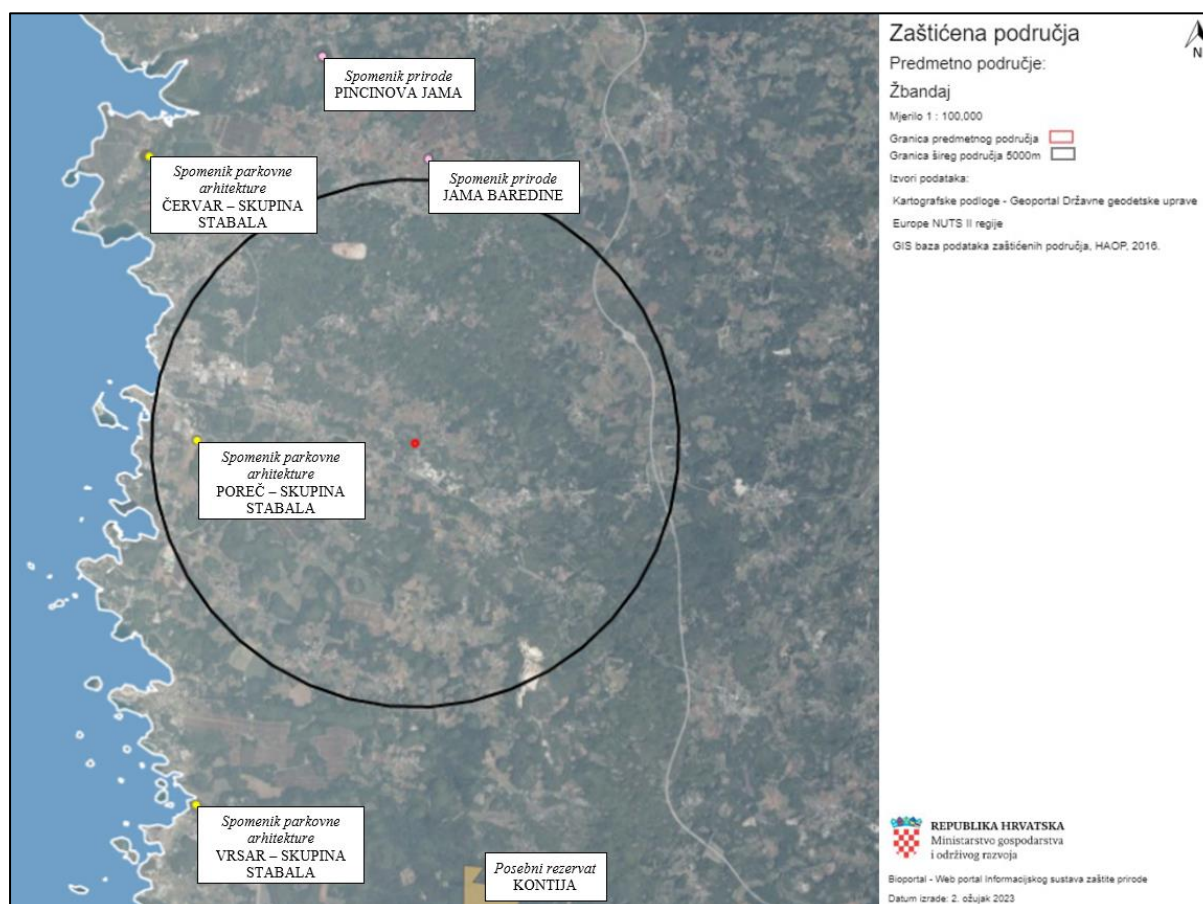 Spomenik prirode
PINCINOVA JAMA
Spomenik parkovne
arhitekture
ČERVAR – SKUPINA
STABALA
Spomenik prirode
JAMA BAREDINE
Spomenik parkovne
arhitekture
POREČ – SKUPINA
STABALA
Spomenik parkovne
arhitekture
VRSAR – SKUPINA
STABALA
Posebni rezervat
KONTIJA
Zaštićena područja
N
Predmetno područje:
Žbandaj
Mjerilo 1 : 100,000
Granica predmetnog područja
Granica šireg područja 5000m
Izvori podataka:
Kartografske podloge - Geoportal Državne geodetske uprave
Europe NUTS II regije
GIS baza podataka zaštićenih područja, HAOP, 2016.
REPUBLIKA HRVATSKA
Ministarstvo gospodarstva
i održivog razvoja
Bioportal - Web portal Informacijskog sustava zaštite prirode
Datum izrade: 2. ožujak 2023